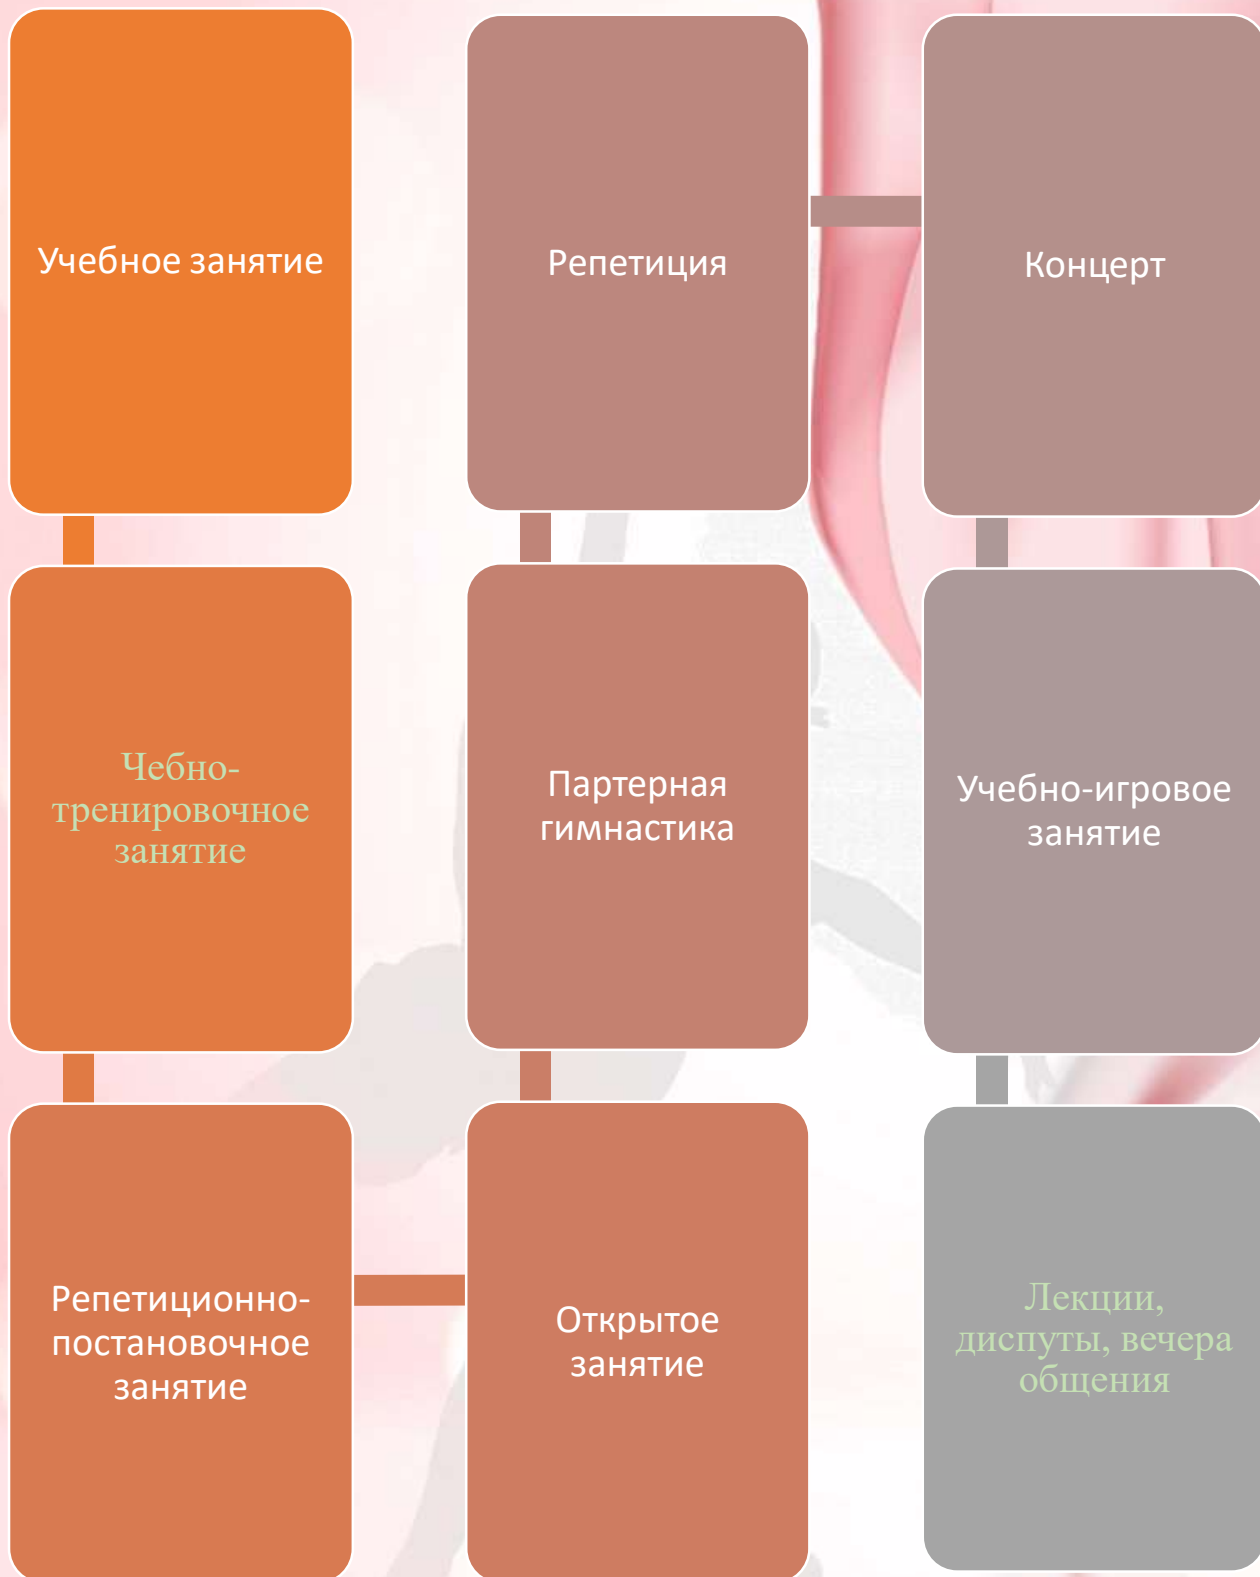 Учебное занятие
Чебно-
тренировочное
занятие
Репетиционно-
постановочное
занятие
Открытое
занятие
Партерная
гимнастика
Репетиция
Концерт
Учебно-игровое
занятие
Лекции,
диспуты, вечера
общения